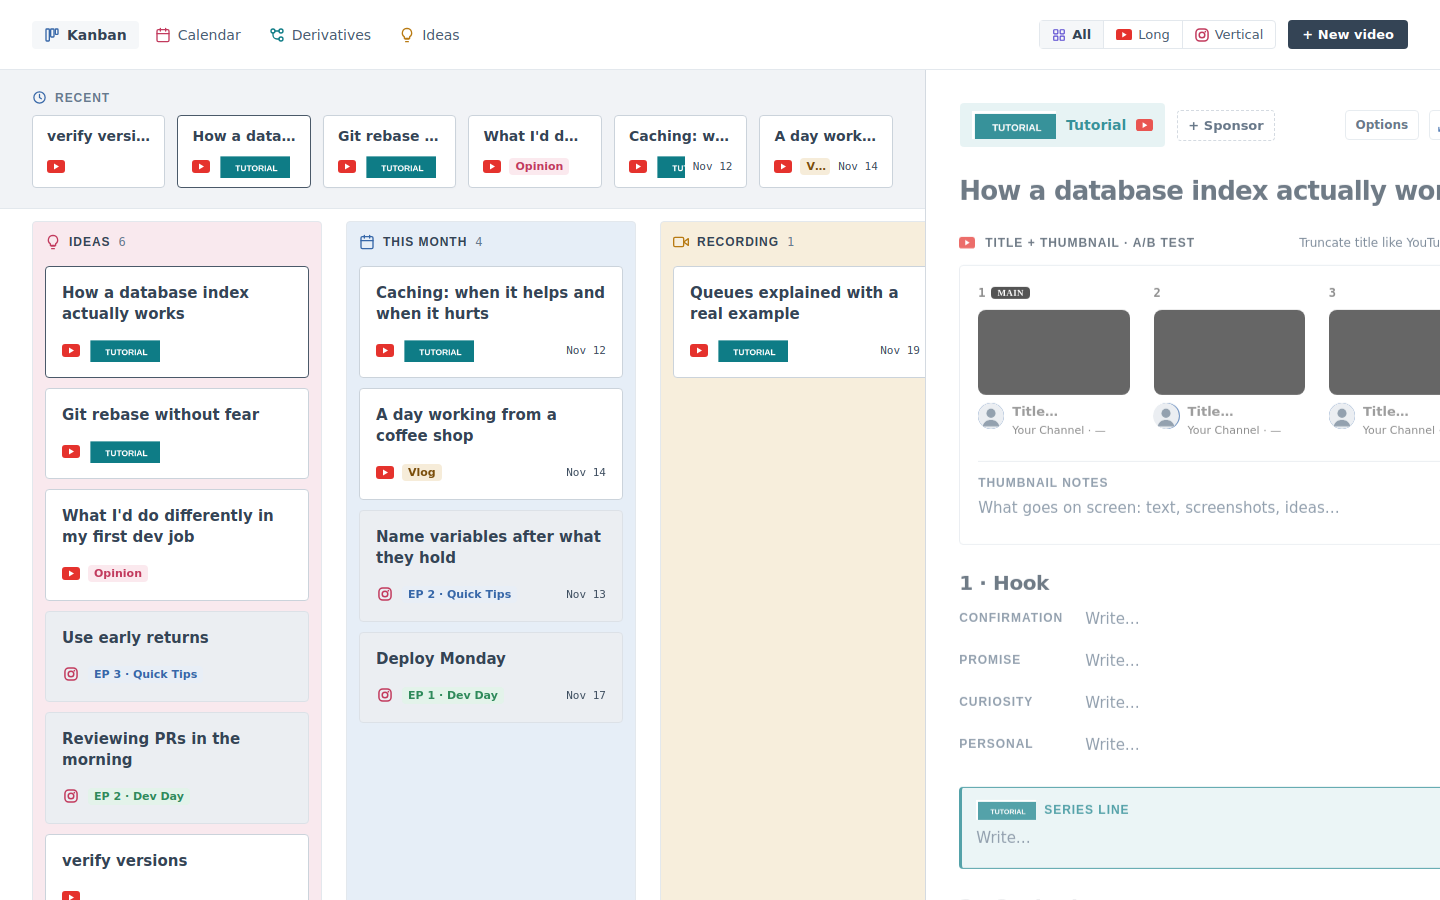 Kanban
Calendar
Derivatives
Ideas
All
Long
Vertical
+ New video
RECENT
verify versi…
How a data…
TUTORIAL
Git rebase …
TUTORIAL
What I'd d…
Opinion
Caching: w…
Nov 12
A day work…
V…
Nov 14
IDEAS 6
How a database index
actually works
TUTORIAL
Git rebase without fear
TUTORIAL
What I'd do differently in
my first dev job
Opinion
Use early returns
EP 3 · Quick Tips
Reviewing PRs in the
morning
EP 2 · Dev Day
verify versions
THIS MONTH 4
Caching: when it helps and
when it hurts
TUTORIAL
Nov 12
A day working from a
coffee shop
Vlog
Nov 14
Name variables after what
they hold
EP 2 · Quick Tips
Nov 13
Deploy Monday
EP 1 · Dev Day
Nov 17
RECORDING 1
Queues explained with a
real example
TUTORIAL
Nov 19
TUTORIAL
Tutorial
+ Sponsor
Options
How a database index actually wor
TITLE + THUMBNAIL · A/B TEST
Truncate title like YouTu
1 MAIN
Title…
Your Channel · —
2
Title…
Your Channel · —
3
Title…
Your Channel
THUMBNAIL NOTES
What goes on screen: text, screenshots, ideas…
1 · Hook
CONFIRMATION Write…
PROMISE Write…
CURIOSITY Write…
PERSONAL Write…
TUTORIAL SERIES LINE
Write…